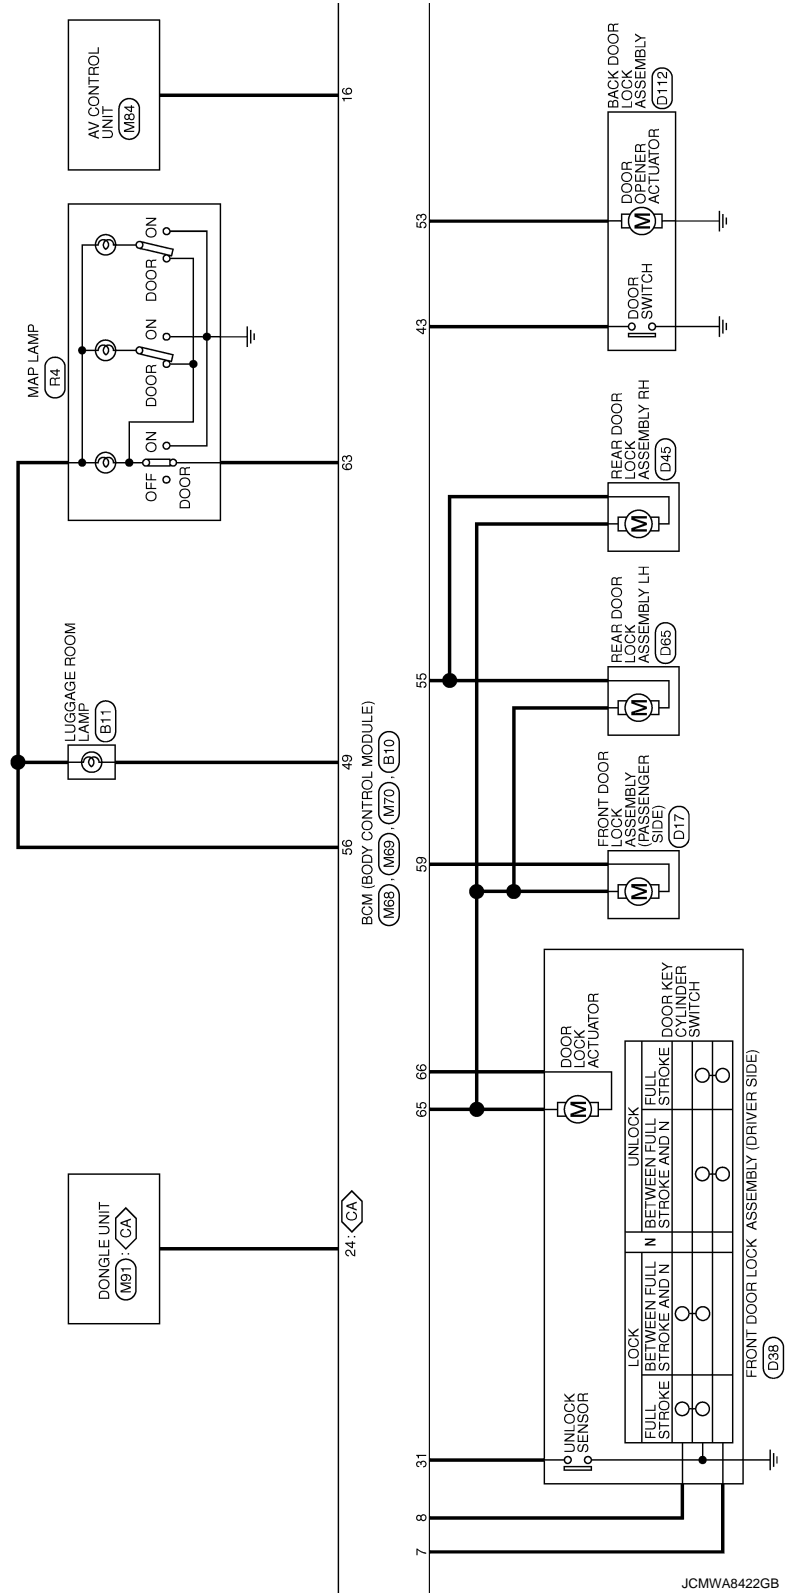 DONGLE UNIT
M91 : CA
LUGGAGE ROOM
LAMP
B11
MAP LAMP
R4
OFF
ON
DOOR
DOOR
ON
DOOR
ON
AV CONTROL
UNIT
M84
24: CA
56
49
63
16
BCM (BODY CONTROL MODULE)
M68 , M69 , M70 , B10
7
8
31
65
66
59
55
43
53
UNLOCK
SENSOR
DOOR
LOCK
ACTUATOR
M
LOCK
N
UNLOCK
FULL
STROKE
BETWEEN FULL
STROKE AND N
BETWEEN FULL
STROKE AND N
FULL
STROKE
DOOR KEY
CYLINDER
SWITCH
FRONT DOOR LOCK ASSEMBLY (DRIVER SIDE)
D38
FRONT DOOR
LOCK
ASSEMBLY
(PASSENGER
SIDE)
D17
M
REAR DOOR
LOCK
ASSEMBLY LH
D65
M
REAR DOOR
LOCK
ASSEMBLY RH
D45
M
BACK DOOR
LOCK
ASSEMBLY
D112
DOOR
SWITCH
DOOR
OPENER
ACTUATOR
M
JCMWA8422GB